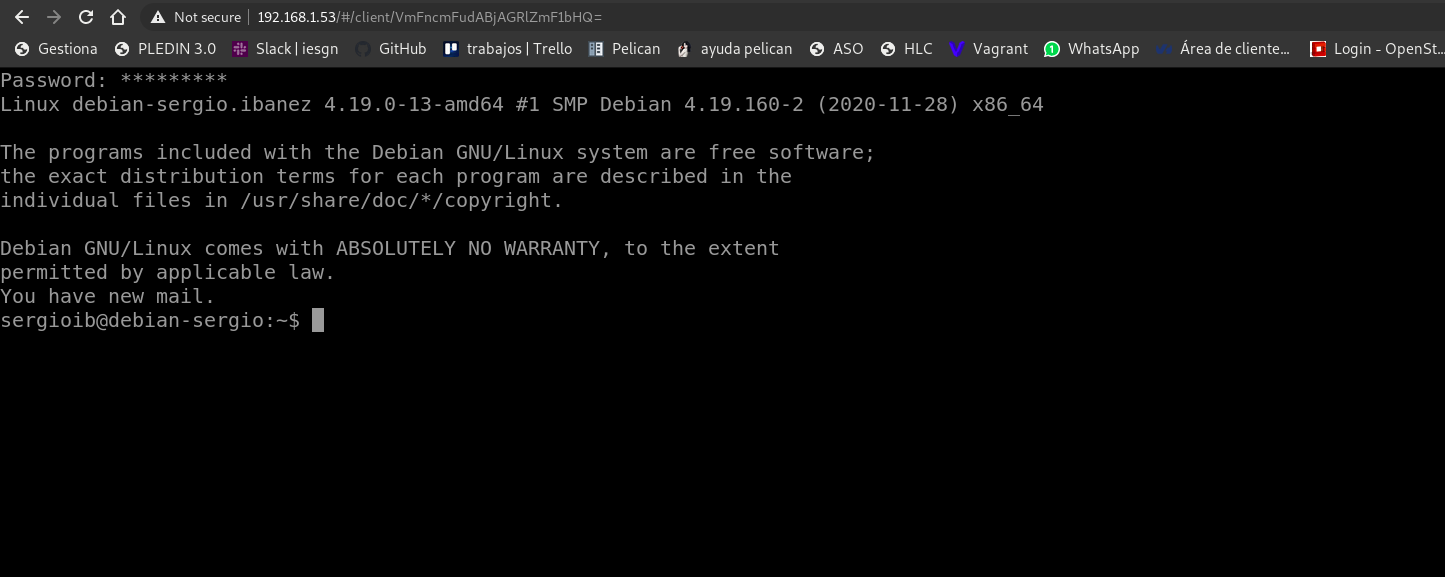 Not secure 192.168.1.53/#/client/VmFncmFudABjAGRlZmF1bHQ=
Gestiona PLEDIN 3.0 Slack | iesgn GitHub trabajos | Trello Pelican ayuda pelican ASO HLC Vagrant WhatsApp Área de cliente... Login - OpenSt...
Password: *********
Linux debian-sergio.ibanez 4.19.0-13-amd64 #1 SMP Debian 4.19.160-2 (2020-11-28) x86_64
The programs included with the Debian GNU/Linux system are free software;
the exact distribution terms for each program are described in the
individual files in /usr/share/doc/*/copyright.
Debian GNU/Linux comes with ABSOLUTELY NO WARRANTY, to the extent
permitted by applicable law.
You have new mail.
sergioib@debian-sergio:~$